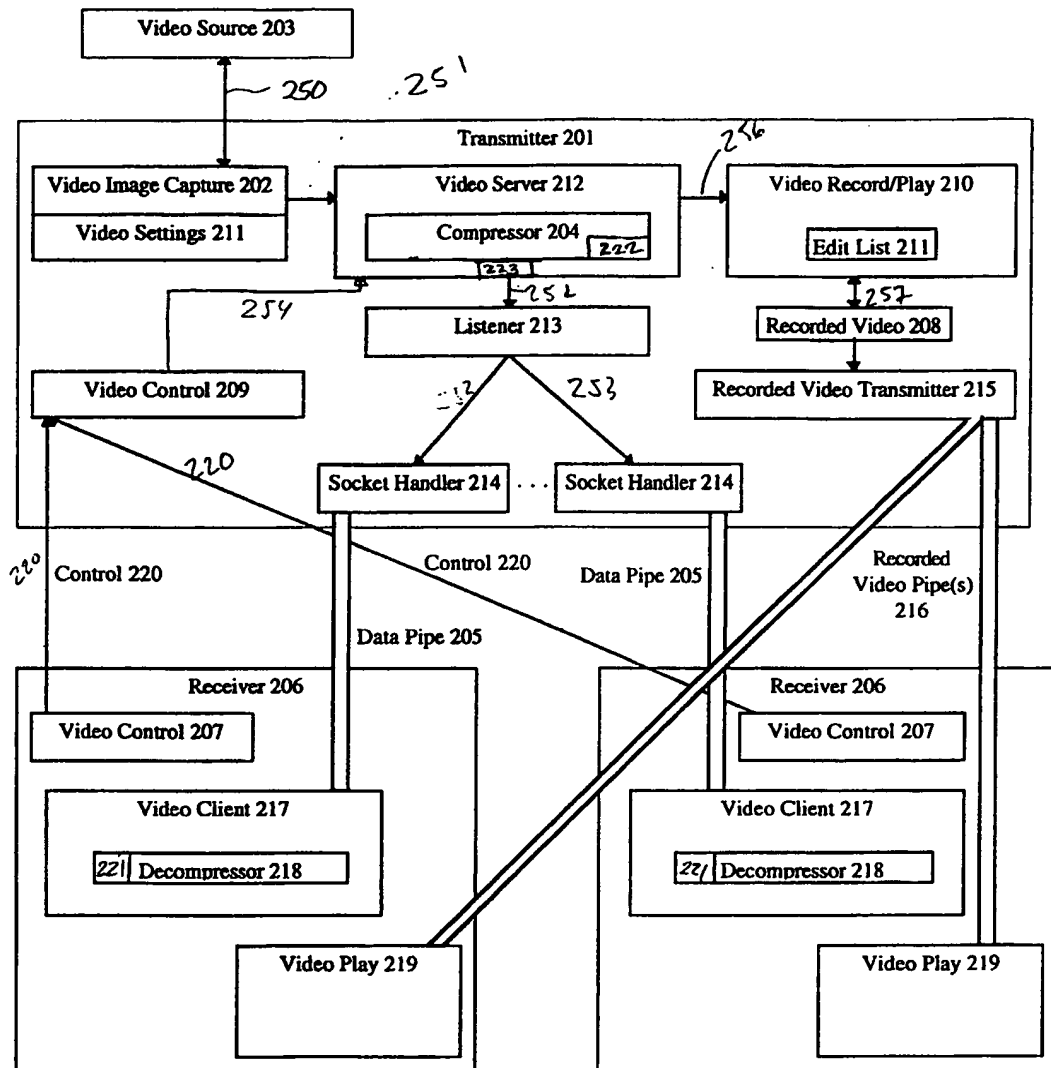 Video Source 203
250
251
Transmitter 201
256
Video Image Capture 202
Video Settings 211
Video Server 212
Compressor 204
222
223
Video Record/Play 210
Edit List 211
254
252
257
Listener 213
Recorded Video 208
Video Control 209
253
Recorded Video Transmitter 215
220
Socket Handler 214 . . . Socket Handler 214
220
Control 220
Control 220
Data Pipe 205
Recorded
Video Pipe(s)
216
Data Pipe 205
Receiver 206
Receiver 206
Video Control 207
Video Control 207
Video Client 217
Video Client 217
221 Decompressor 218
221 Decompressor 218
Video Play 219
Video Play 219